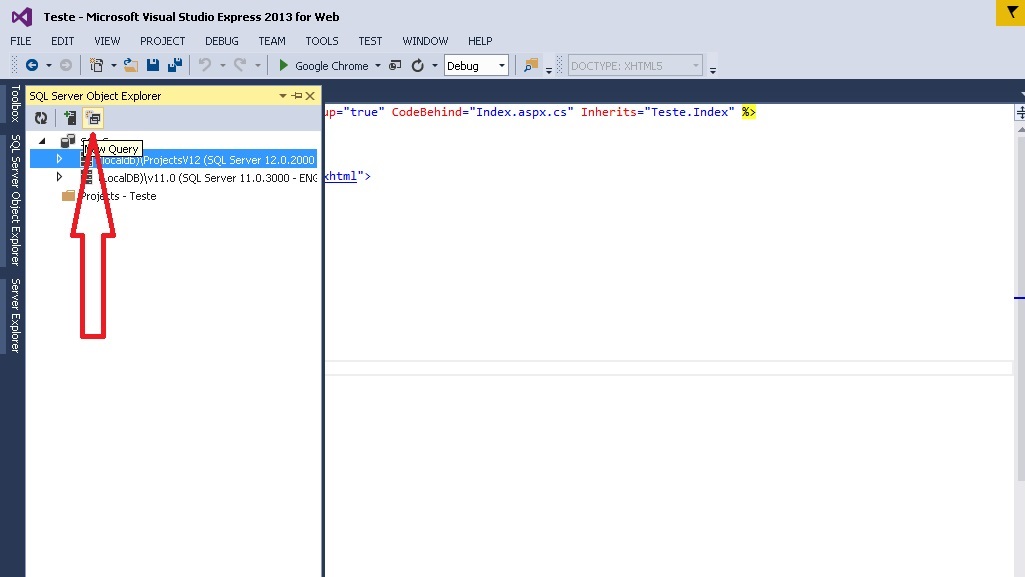 Teste - Microsoft Visual Studio Express 2013 for Web
FILE EDIT VIEW PROJECT DEBUG TEAM TOOLS TEST WINDOW HELP
Google Chrome Debug DOCTYPE: XHTML5
Toolbox
SQL Server Object Explorer
Server Explorer
SQL Server Object Explorer
New Query
(localdb)\ProjectsV12 (SQL Server 12.0.2000
(LocalDB)\v11.0 (SQL Server 11.0.3000 - ENG
Projects - Teste
up="true" CodeBehind="Index.aspx.cs" Inherits="Teste.Index" %>
xhtml">